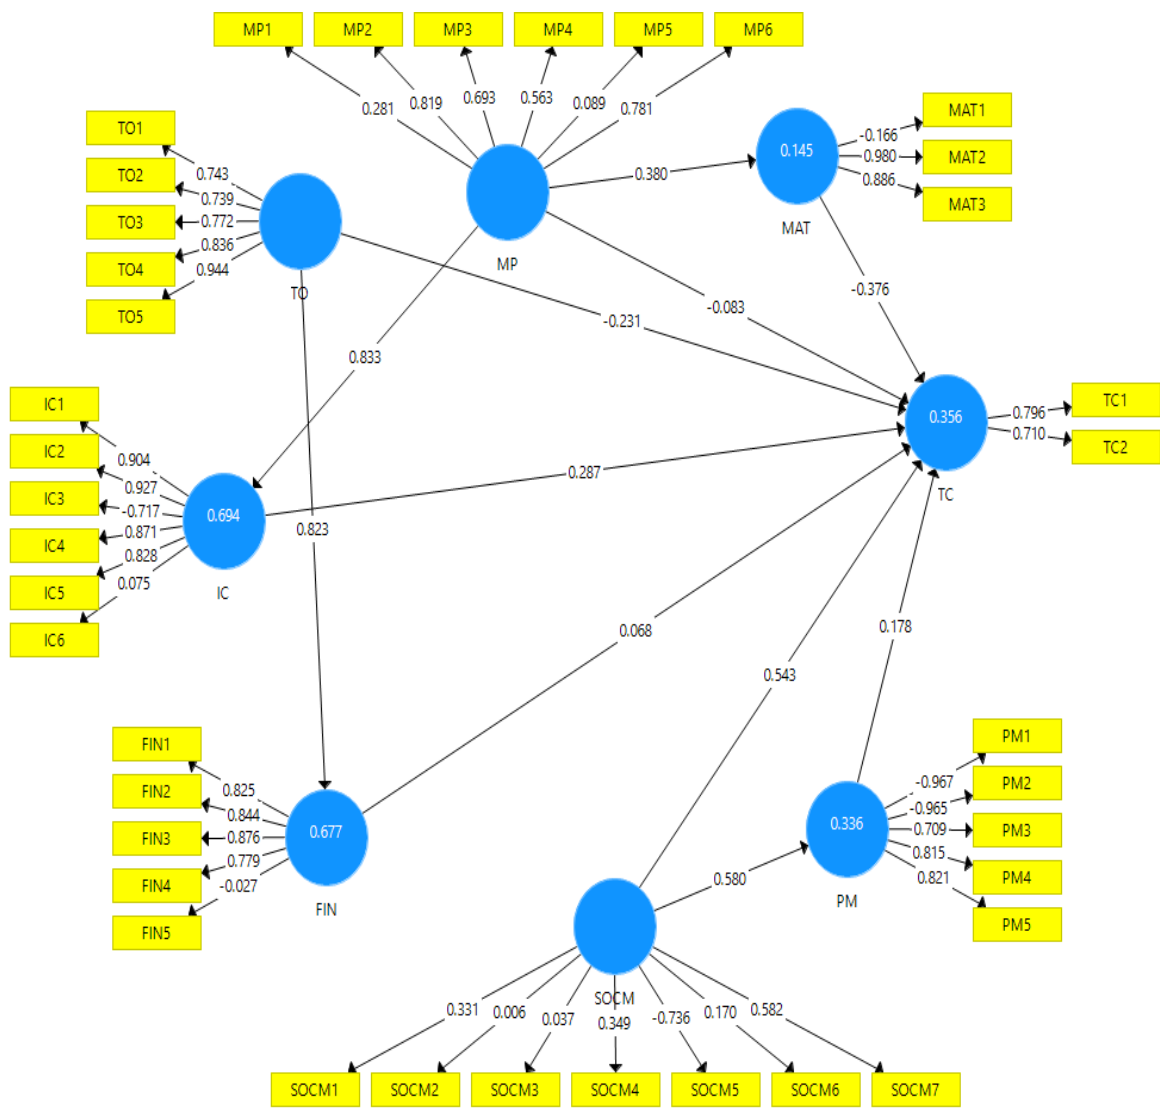 MP1 MP2 MP3 MP4 MP5 MP6
0.281 0.819 0.693 0.563 0.089 0.781
MP
TO1
TO2
TO3
TO4
TO5
0.743
0.739
0.772
0.836
0.944
TO
MAT1
MAT2
MAT3
-0.166
0.980
0.886
0.145
MAT
0.380
-0.376
-0.083
-0.231
0.833
0.287
0.823
0.356
TC
0.796
0.710
TC1
TC2
IC1
IC2
IC3
IC4
IC5
IC6
0.904
0.927
-0.717
0.871
0.828
0.075
0.694
IC
0.068
0.543
0.178
FIN1
FIN2
FIN3
FIN4
FIN5
0.825
0.844
0.876
0.779
-0.027
0.677
FIN
0.580
0.336
PM
-0.967
-0.965
0.709
0.815
0.821
PM1
PM2
PM3
PM4
PM5
SOCM
0.331 0.006 0.037 0.349 -0.736 0.170 0.582
SOCM1 SOCM2 SOCM3 SOCM4 SOCM5 SOCM6 SOCM7